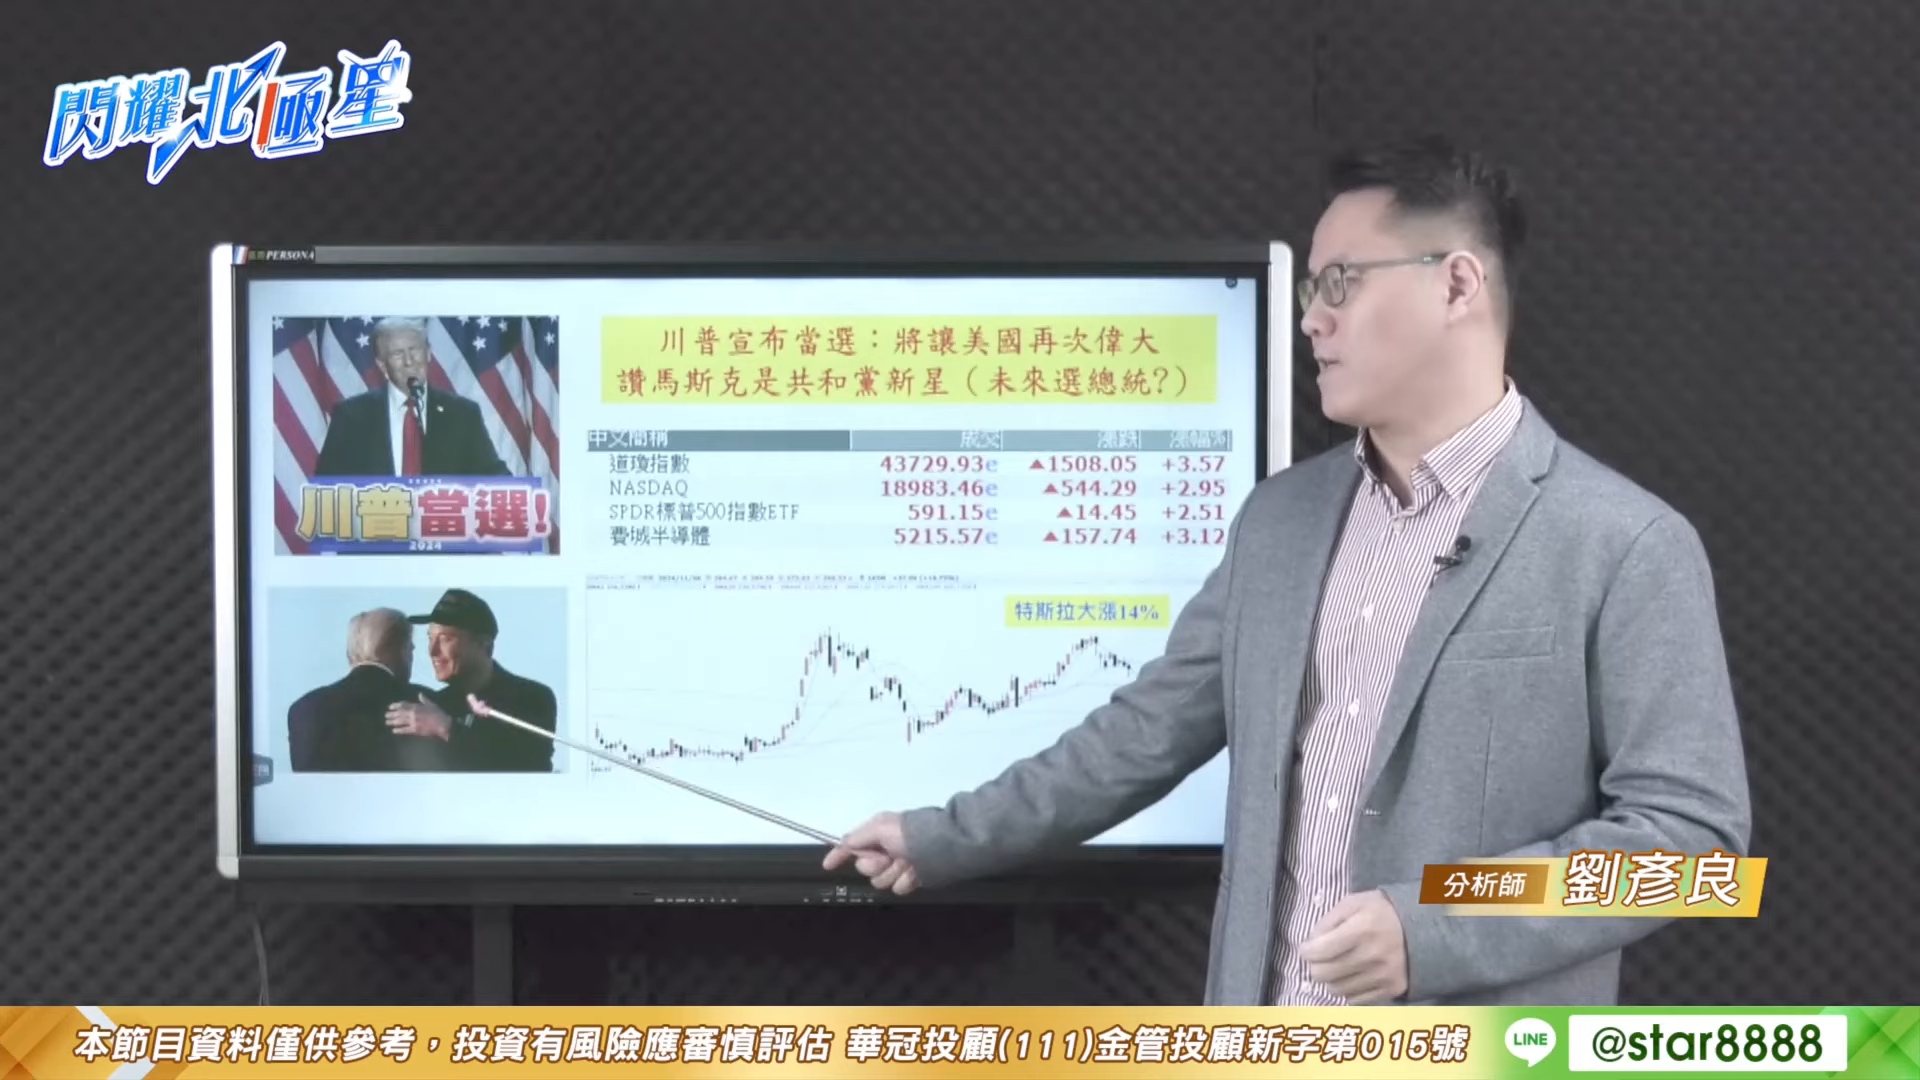 閃耀北極星
PERSONA
川普宣布當選：將讓美國再次偉大
讚馬斯克是共和黨新星（未來選總統?）
川普當選!
2024
中文簡稱 成交 漲跌 漲幅%
道瓊指數 43729.93e ▲1508.05 +3.57
NASDAQ 18983.46e ▲544.29 +2.95
SPDR標普500指數ETF 591.15e ▲14.45 +2.51
費城半導體 5215.57e ▲157.74 +3.12
特斯拉大漲14%
分析師 劉彥良
本節目資料僅供參考，投資有風險應審慎評估 華冠投顧(111)金管投顧新字第015號
LINE @star8888